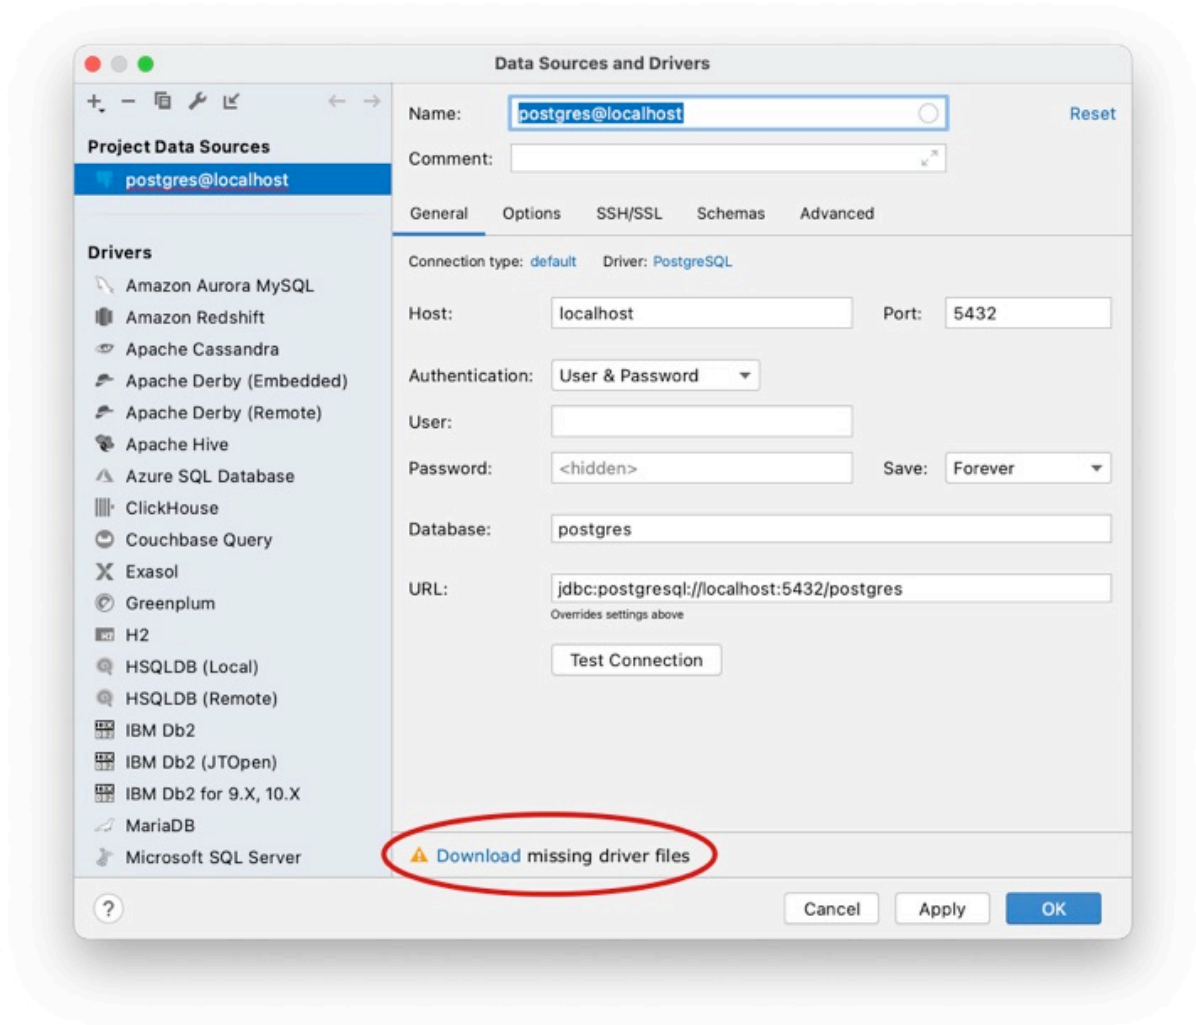 Data Sources and Drivers
Project Data Sources
postgres@localhost
Drivers
Amazon Aurora MySQL
Amazon Redshift
Apache Cassandra
Apache Derby (Embedded)
Apache Derby (Remote)
Apache Hive
Azure SQL Database
ClickHouse
Couchbase Query
Exasol
Greenplum
H2
HSQLDB (Local)
HSQLDB (Remote)
IBM Db2
IBM Db2 (JTOpen)
IBM Db2 for 9.X, 10.X
MariaDB
Microsoft SQL Server
Name: postgres@localhost Reset
Comment:
General Options SSH/SSL Schemas Advanced
Connection type: default Driver: PostgreSQL
Host: localhost Port: 5432
Authentication: User & Password
User:
Password: <hidden> Save: Forever
Database: postgres
URL: jdbc:postgresql://localhost:5432/postgres
Overrides settings above
Test Connection
Download missing driver files
? Cancel Apply OK